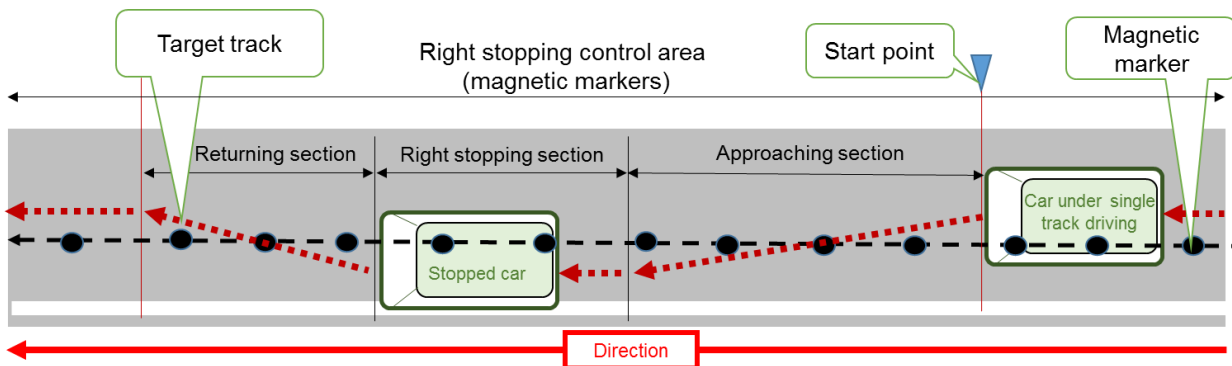 Target track
Right stopping control area
(magnetic markers)
Start point
Magnetic
marker
Returning section
Right stopping section
Approaching section
Car under single
track driving
Stopped car
Direction